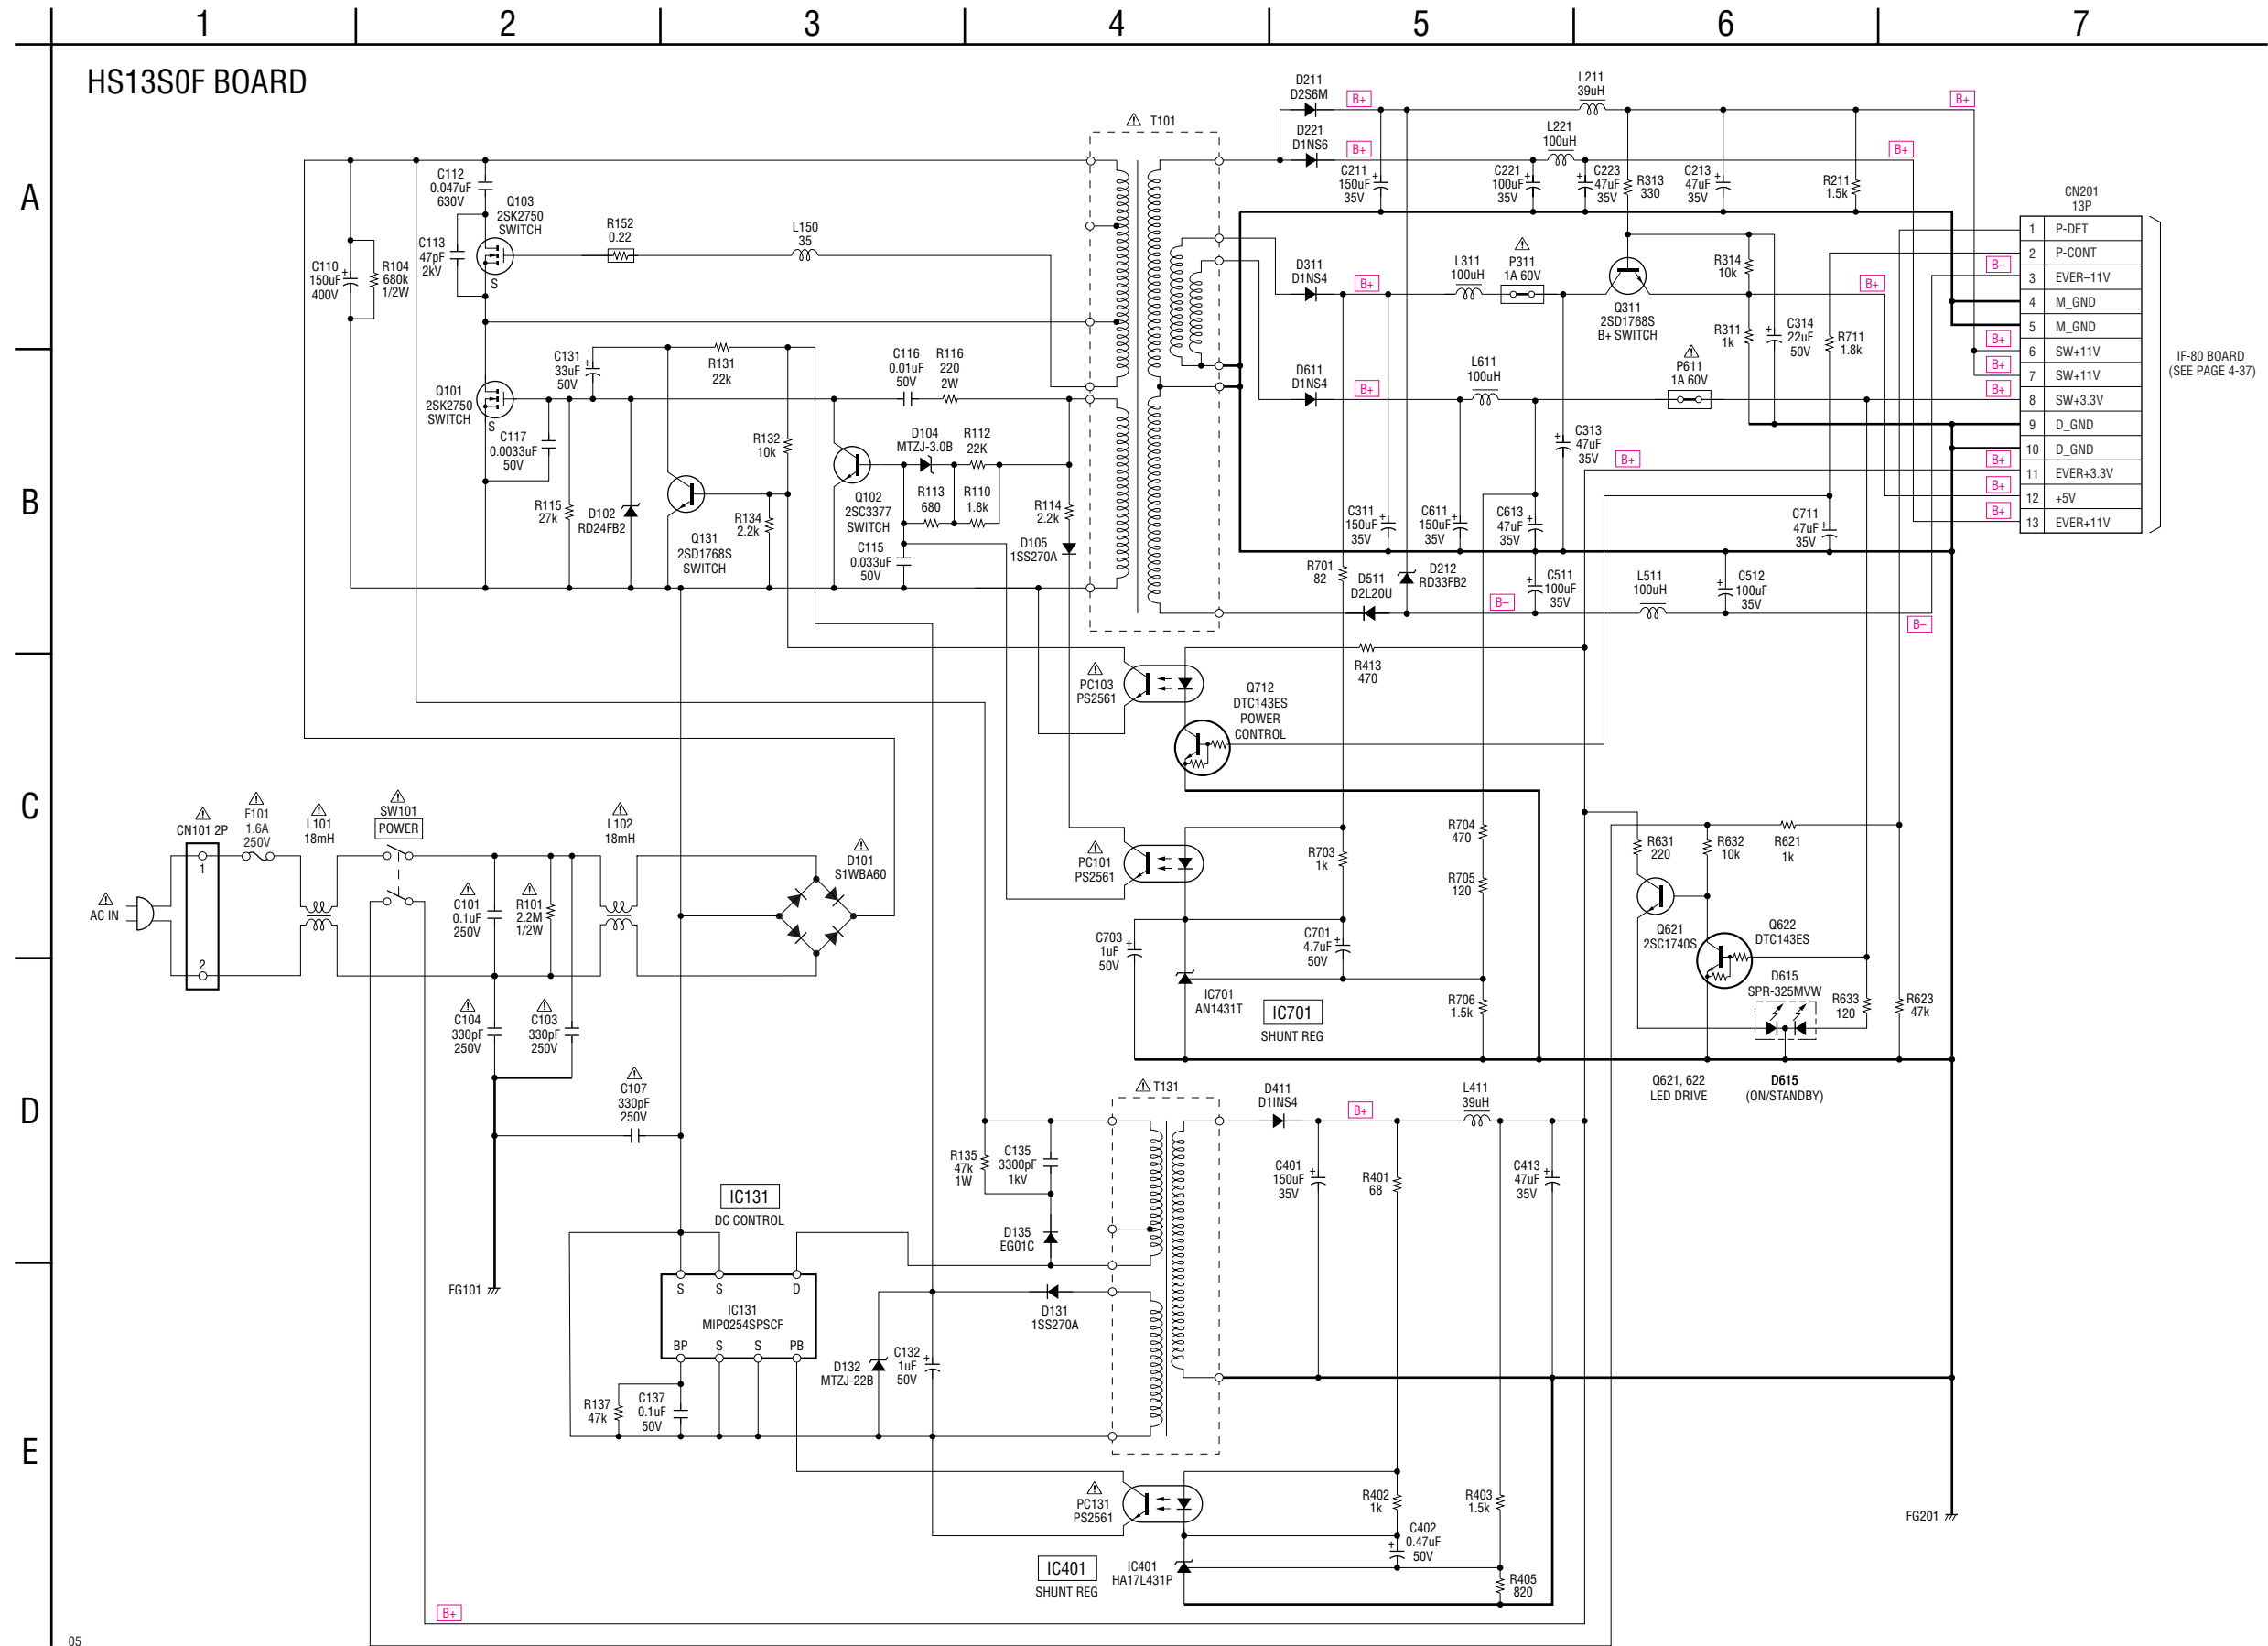 1 2 3 4 5 6 7
HS13S0F BOARD
A
B
C
D
E
C110
150uF
400V
+
R104
680k
1/2W
C112
0.047uF
630V
C113
47pF
2kV
Q103
2SK2750
SWITCH
S
R152
0.22
L150
35
T101
D211
D2S6M
B+
D221
D1NS6
B+
L211
39uH
L221
100uH
B+
B+
C211
150uF
35V
+
C221
100uF
35V
+
C223
47uF
35V
+
R313
330
C213
47uF
35V
+
R211
1.5k
D311
D1NS4
B+
L311
100uH
P311
1A 60V
Q311
2SD1768S
B+ SWITCH
R314
10k
B+
R311
1k
C314
22uF
50V
+
R711
1.8k
CN201
13P
1 P-DET
2 P-CONT
B– 3 EVER–11V
4 M_GND
5 M_GND
B+ 6 SW+11V
B+ 7 SW+11V
B+ 8 SW+3.3V
9 D_GND
10 D_GND
B+ 11 EVER+3.3V
B+ 12 +5V
B+ 13 EVER+11V
IF-80 BOARD
(SEE PAGE 4-37)
Q101
2SK2750
SWITCH
S
C131
33uF
50V
+
R131
22k
C116
0.01uF
50V
R116
220
2W
C117
0.0033uF
50V
R115
27k
D102
RD24FB2
Q131
2SD1768S
SWITCH
R132
10k
R134
2.2k
Q102
2SC3377
SWITCH
D104
MTZJ-3.0B
R112
22K
R113
680
R110
1.8k
C115
0.033uF
50V
R114
2.2k
D105
1SS270A
D611
D1NS4
B+
L611
100uH
P611
1A 60V
C313
47uF
35V
+
B+
C311
150uF
35V
+
C611
150uF
35V
+
C613
47uF
35V
+
C711
47uF
35V
+
R701
82
D511
D2L20U
D212
RD33FB2
B–
C511
100uF
35V
+
L511
100uH
C512
100uF
35V
+
B–
PC103
PS2561
R413
470
Q712
DTC143ES
POWER
CONTROL
AC IN
CN101 2P
1
2
F101
1.6A
250V
L101
18mH
SW101
POWER
C101
0.1uF
250V
R101
2.2M
1/2W
L102
18mH
D101
S1WBA60
PC101
PS2561
R703
1k
R704
470
R705
120
R706
1.5k
C703
1uF
50V
+
C701
4.7uF
50V
+
IC701
AN1431T
IC701
SHUNT REG
R631
220
R632
10k
R621
1k
Q621
2SC1740S
Q622
DTC143ES
D615
SPR-325MVW
R633
120
R623
47k
Q621, 622
LED DRIVE
D615
(ON/STANDBY)
C104
330pF
250V
C103
330pF
250V
C107
330pF
250V
FG101
IC131
DC CONTROL
S S D
IC131
MIP0254SPSCF
BP S S PB
R137
47k
C137
0.1uF
50V
D132
MTZJ-22B
C132
1uF
50V
+
R135
47k
1W
C135
3300pF
1kV
D135
EG01C
D131
1SS270A
T131
D411
D1INS4
B+
L411
39uH
C401
150uF
35V
+
R401
68
C413
47uF
35V
+
PC131
PS2561
R402
1k
R403
1.5k
C402
0.47uF
50V
+
IC401
SHUNT REG
IC401
HA17L431P
R405
820
FG201
B+
05